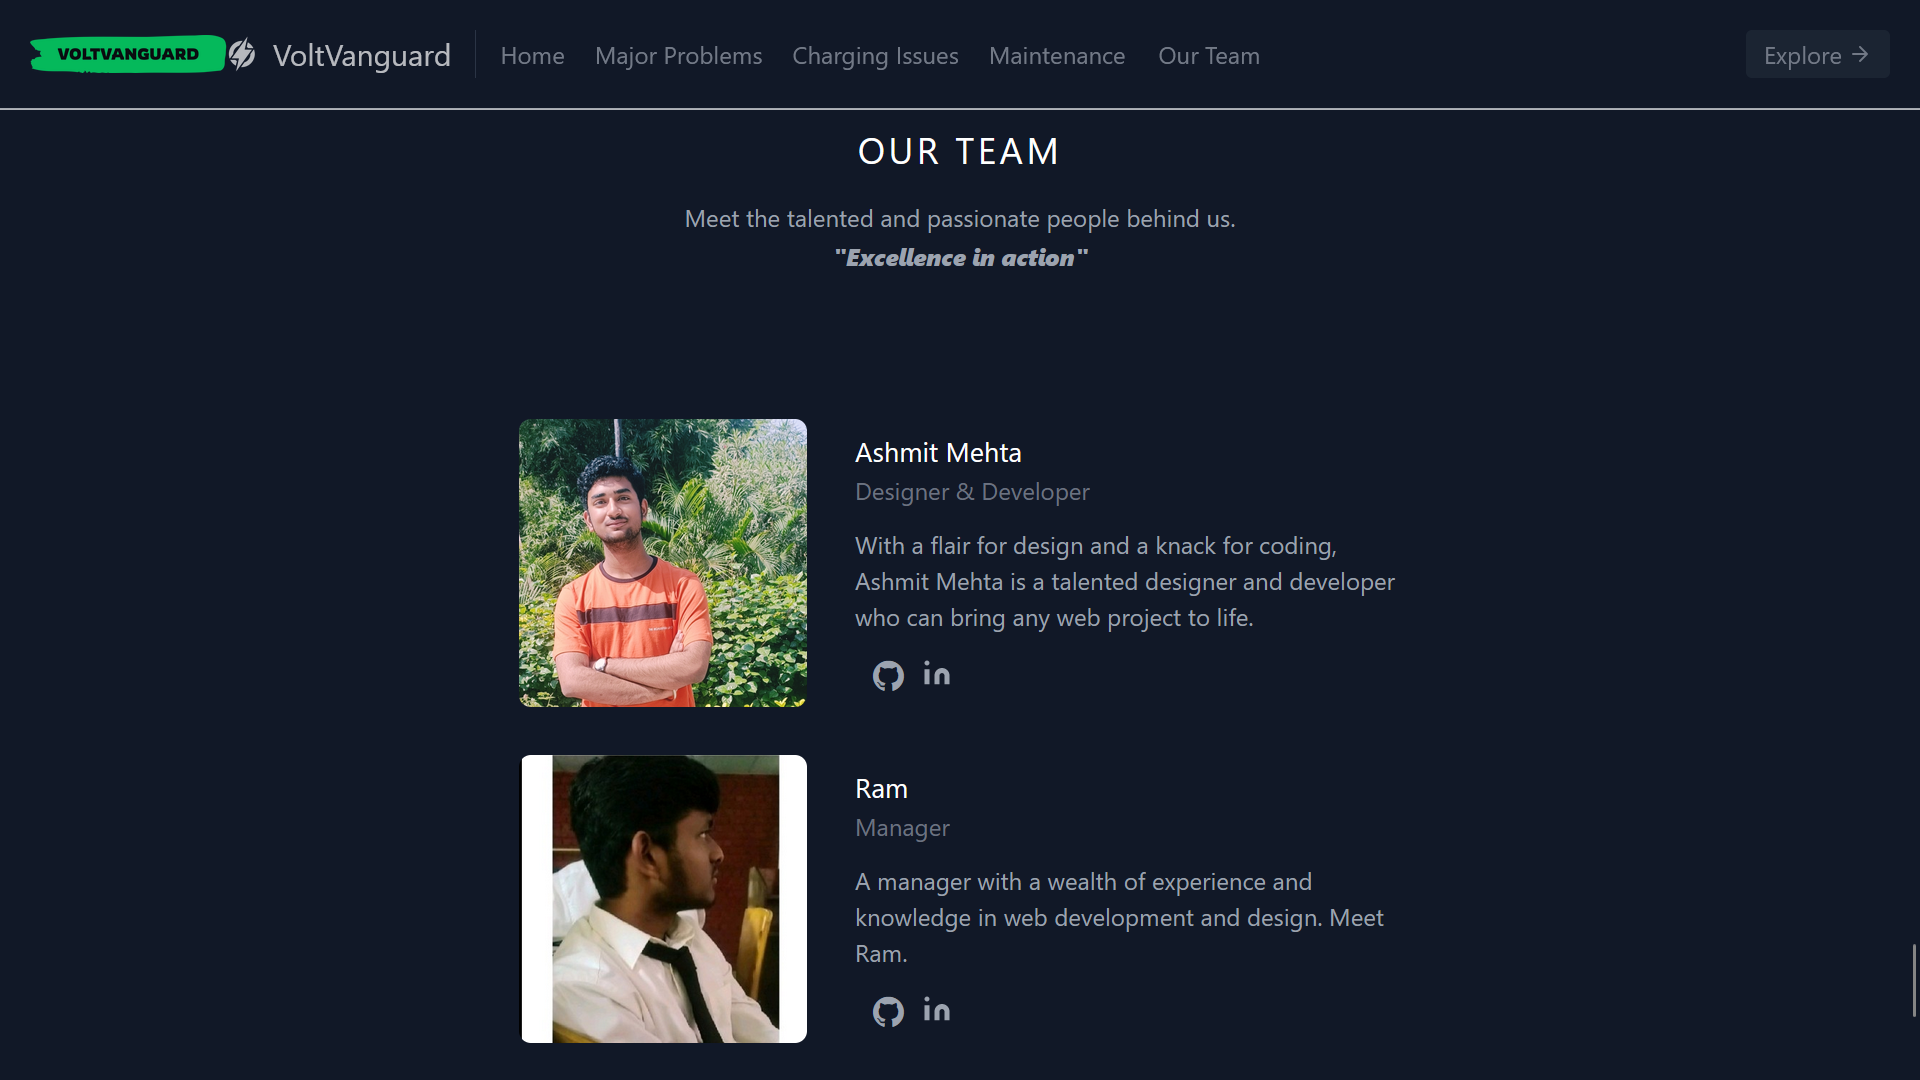 VOLTVANGUARD
VoltVanguard
Home
Major Problems
Charging Issues
Maintenance
Our Team
Explore →
OUR TEAM
Meet the talented and passionate people behind us.
"Excellence in action"
Ashmit Mehta
Designer & Developer
With a flair for design and a knack for coding,
Ashmit Mehta is a talented designer and developer
who can bring any web project to life.
in
Ram
Manager
A manager with a wealth of experience and
knowledge in web development and design. Meet
Ram.
in